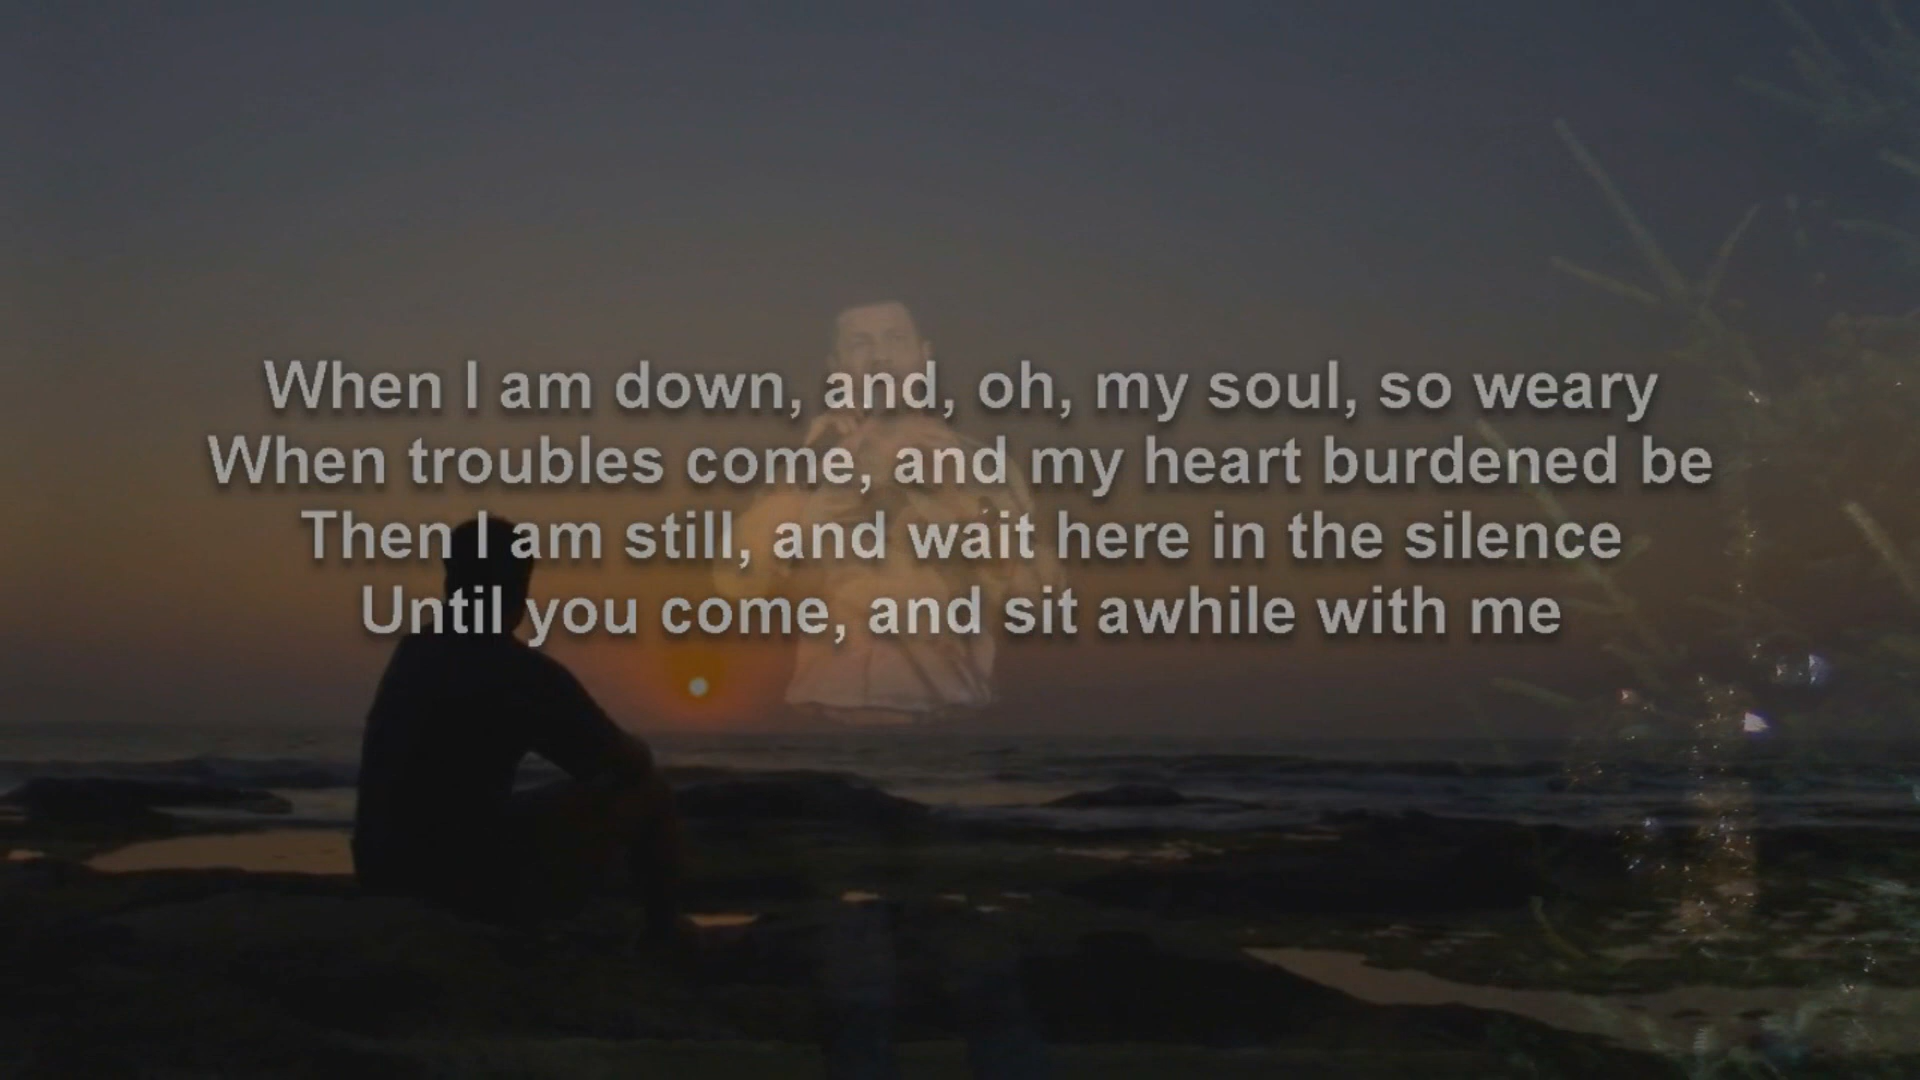 When I am down, and, oh, my soul, so weary
When troubles come, and my heart burdened be
Then I am still, and wait here in the silence
Until you come, and sit awhile with me